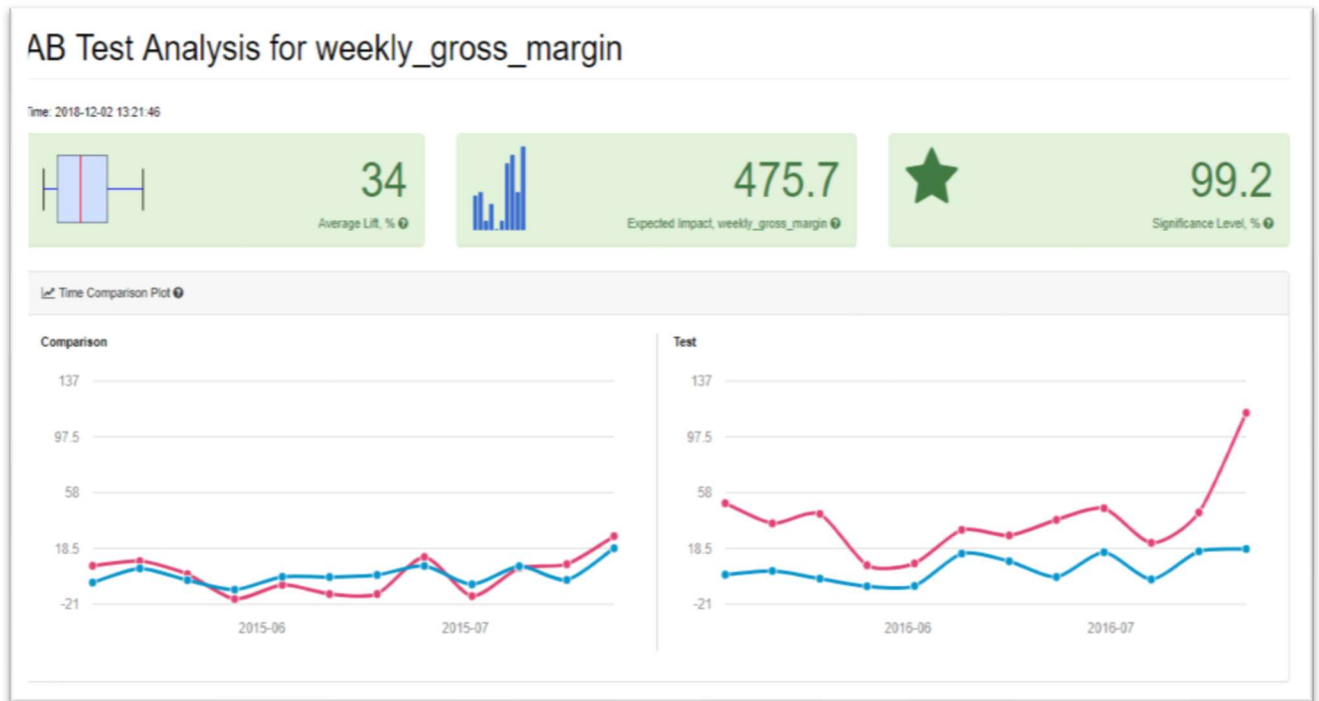 AB Test Analysis for weekly_gross_margin
Time: 2018-12-02 13:21:46
34
Average Lift, %
475.7
Expected Impact, weekly_gross_margin
99.2
Significance Level, %
Time Comparison Plot
Comparison
137
97.5
58
18.5
-21
2015-06 2015-07
Test
137
97.5
58
18.5
-21
2016-06 2016-07